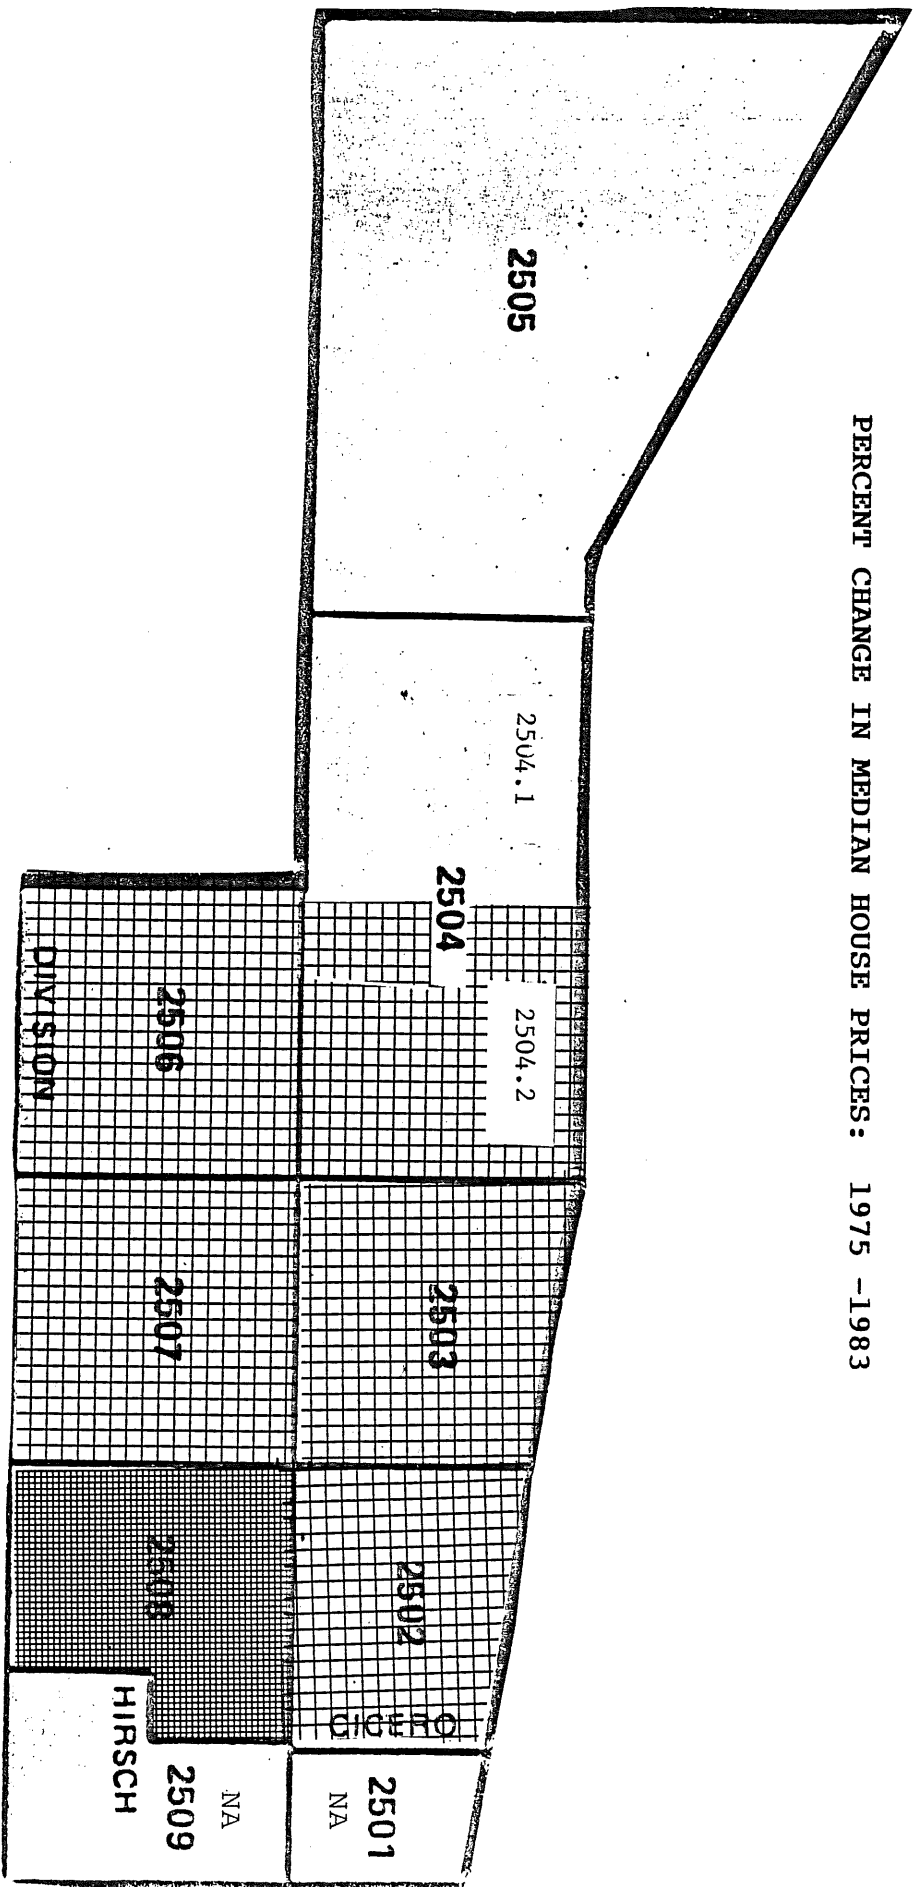 PERCENT CHANGE IN MEDIAN HOUSE PRICES: 1975 -1983
2505
2504.1
2504
2504.2
2503
2502
CICERO
2501
NA
2506
DIVISION
2507
2508
HIRSCH
2509
NA